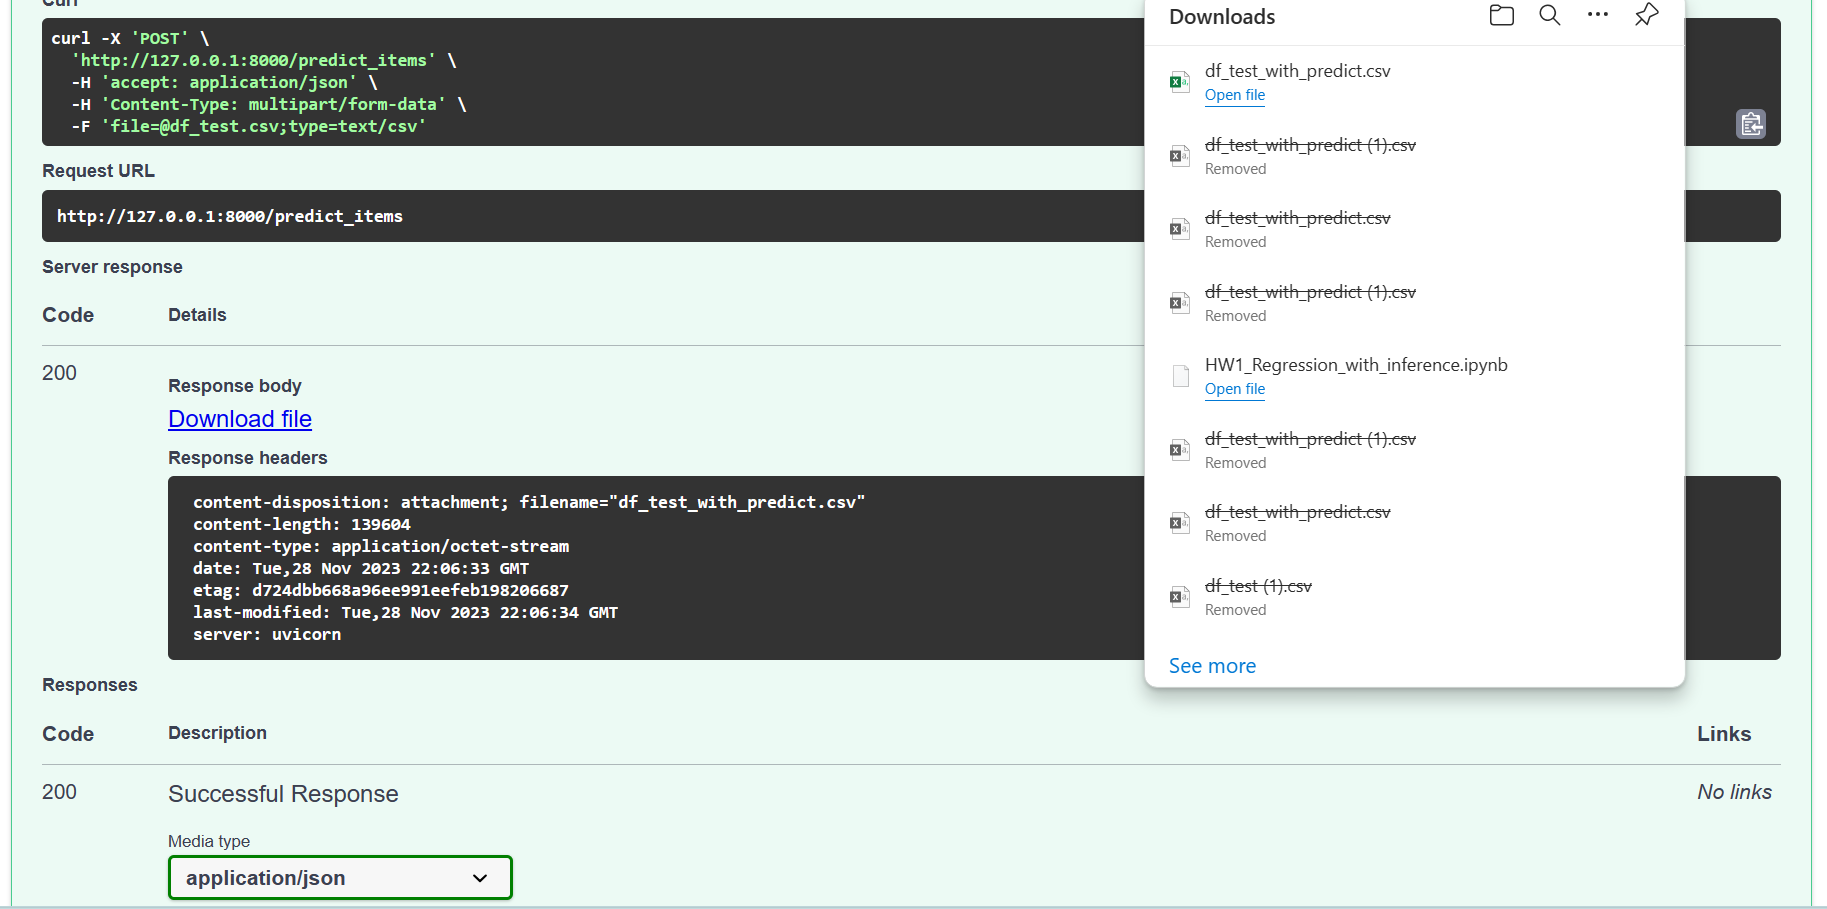 Curl
curl -X 'POST' \
'http://127.0.0.1:8000/predict_items' \
-H 'accept: application/json' \
-H 'Content-Type: multipart/form-data' \
-F 'file=@df_test.csv;type=text/csv'
Request URL
http://127.0.0.1:8000/predict_items
Server response
Code Details
200
Response body
Download file
Response headers
content-disposition: attachment; filename="df_test_with_predict.csv"
content-length: 139604
content-type: application/octet-stream
date: Tue,28 Nov 2023 22:06:33 GMT
etag: d724dbb668a96ee991eefeb198206687
last-modified: Tue,28 Nov 2023 22:06:34 GMT
server: uvicorn
Responses
Code Description Links
200 Successful Response No links
Media type
application/json
Downloads
df_test_with_predict.csv
Open file
df_test_with_predict (1).csv
Removed
df_test_with_predict.csv
Removed
df_test_with_predict (1).csv
Removed
HW1_Regression_with_inference.ipynb
Open file
df_test_with_predict (1).csv
Removed
df_test_with_predict.csv
Removed
df_test (1).csv
Removed
See more